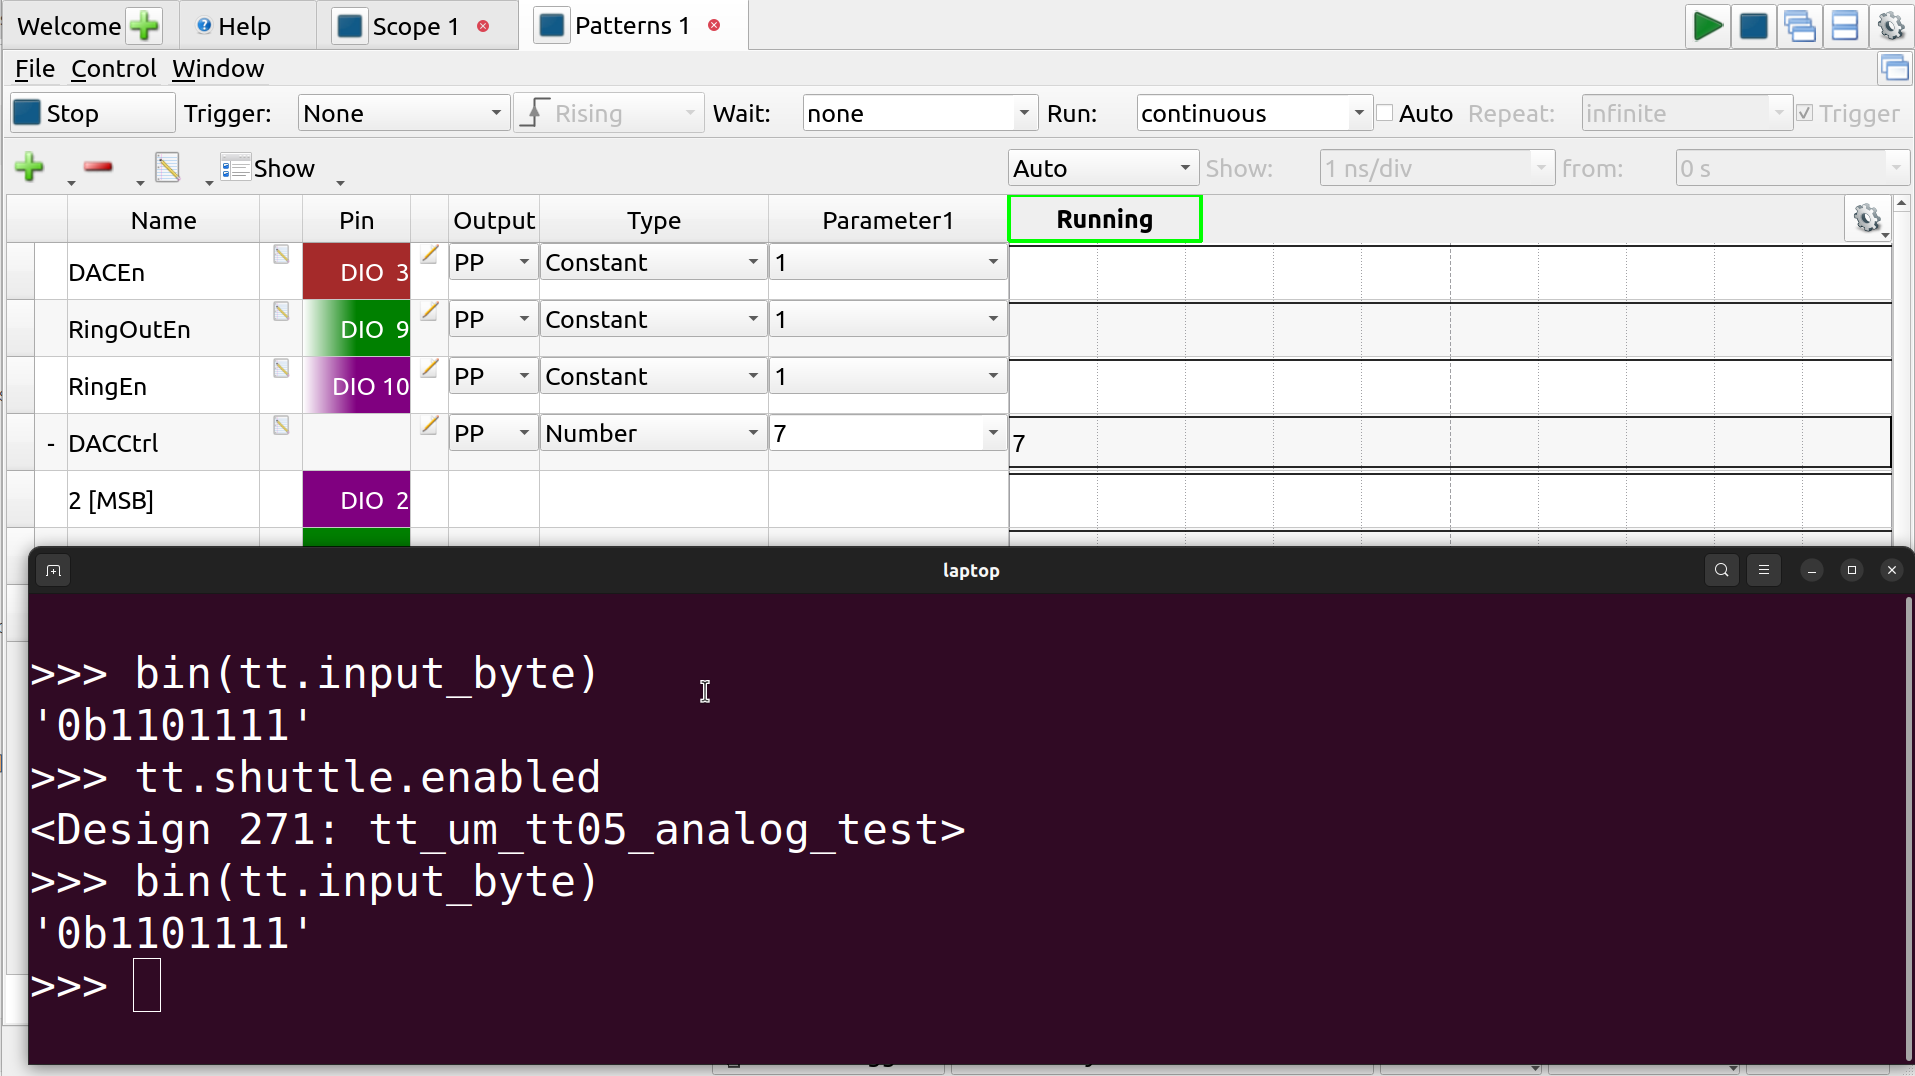 Welcome Help Scope 1 Patterns 1
File Control Window
Stop Trigger: None Rising Wait: none Run: continuous Auto Repeat: infinite Trigger
Show Auto Show: 1 ns/div from: 0 s
Name Pin Output Type Parameter1 Running
DACEn DIO 3 PP Constant 1
RingOutEn DIO 9 PP Constant 1
RingEn DIO 10 PP Constant 1
- DACCtrl PP Number 7 7
2 [MSB] DIO 2
laptop
>>> bin(tt.input_byte)
'0b1101111'
>>> tt.shuttle.enabled
<Design 271: tt_um_tt05_analog_test>
>>> bin(tt.input_byte)
'0b1101111'
>>>